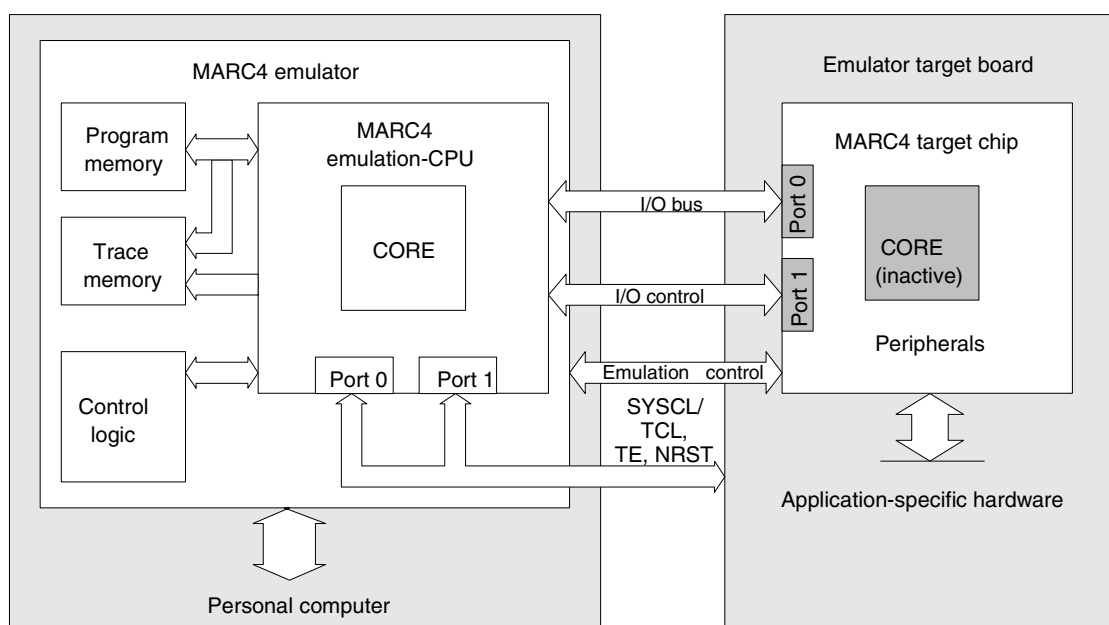 MARC4 emulator
Program
memory
Trace
memory
Control
logic
MARC4
emulation-CPU
CORE
Port 0
Port 1
Personal computer
I/O bus
I/O control
Emulation control
SYSCL/
TCL,
TE, NRST
Emulator target board
MARC4 target chip
Port 0
Port 1
CORE
(inactive)
Peripherals
Application-specific hardware